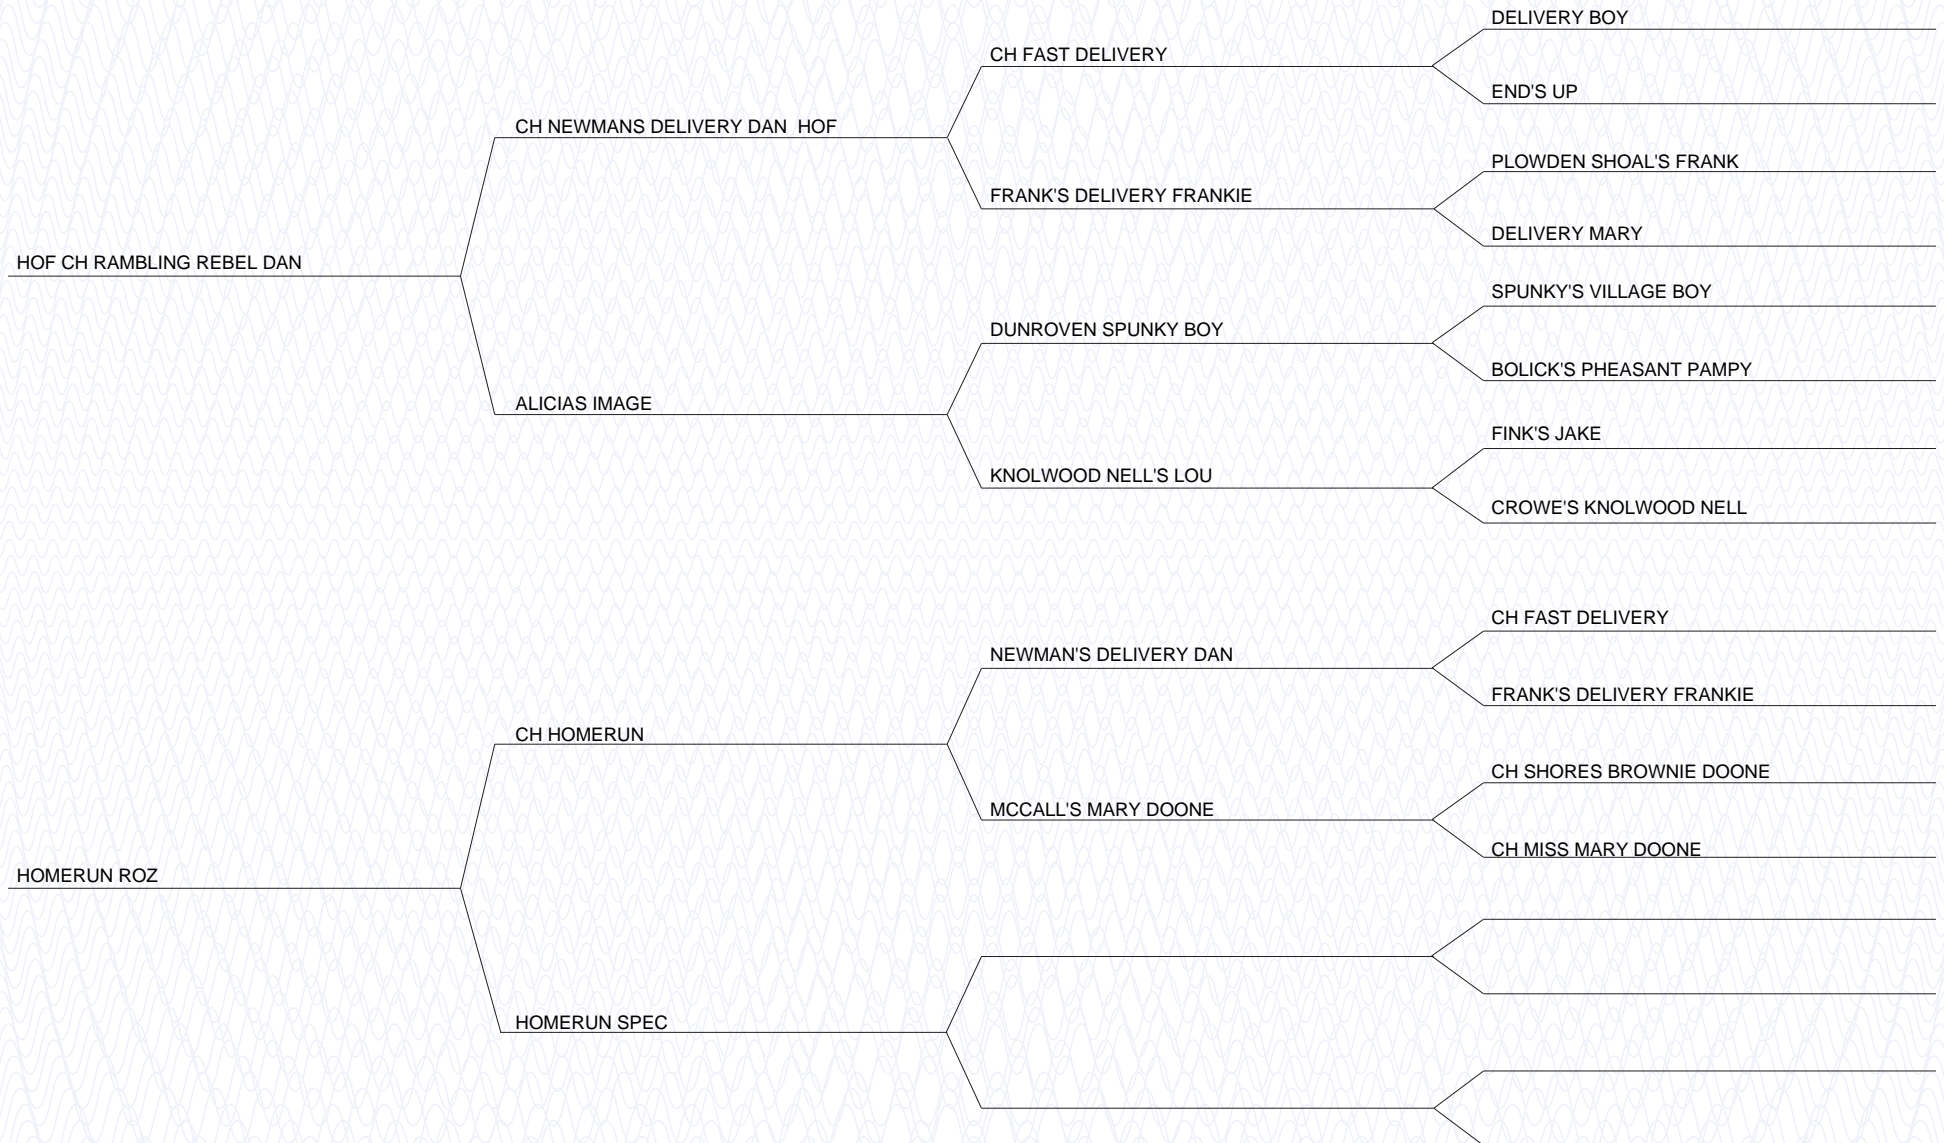 DELIVERY BOY
CH FAST DELIVERY
END'S UP
CH NEWMANS DELIVERY DAN  HOF
PLOWDEN SHOAL'S FRANK
FRANK'S DELIVERY FRANKIE
DELIVERY MARY
HOF CH RAMBLING REBEL DAN
SPUNKY'S VILLAGE BOY
DUNROVEN SPUNKY BOY
BOLICK'S PHEASANT PAMPY
ALICIAS IMAGE
FINK'S JAKE
KNOLWOOD NELL'S LOU
CROWE'S KNOLWOOD NELL
CH FAST DELIVERY
NEWMAN'S DELIVERY DAN
FRANK'S DELIVERY FRANKIE
CH HOMERUN
CH SHORES BROWNIE DOONE
MCCALL'S MARY DOONE
CH MISS MARY DOONE
HOMERUN ROZ
HOMERUN SPEC